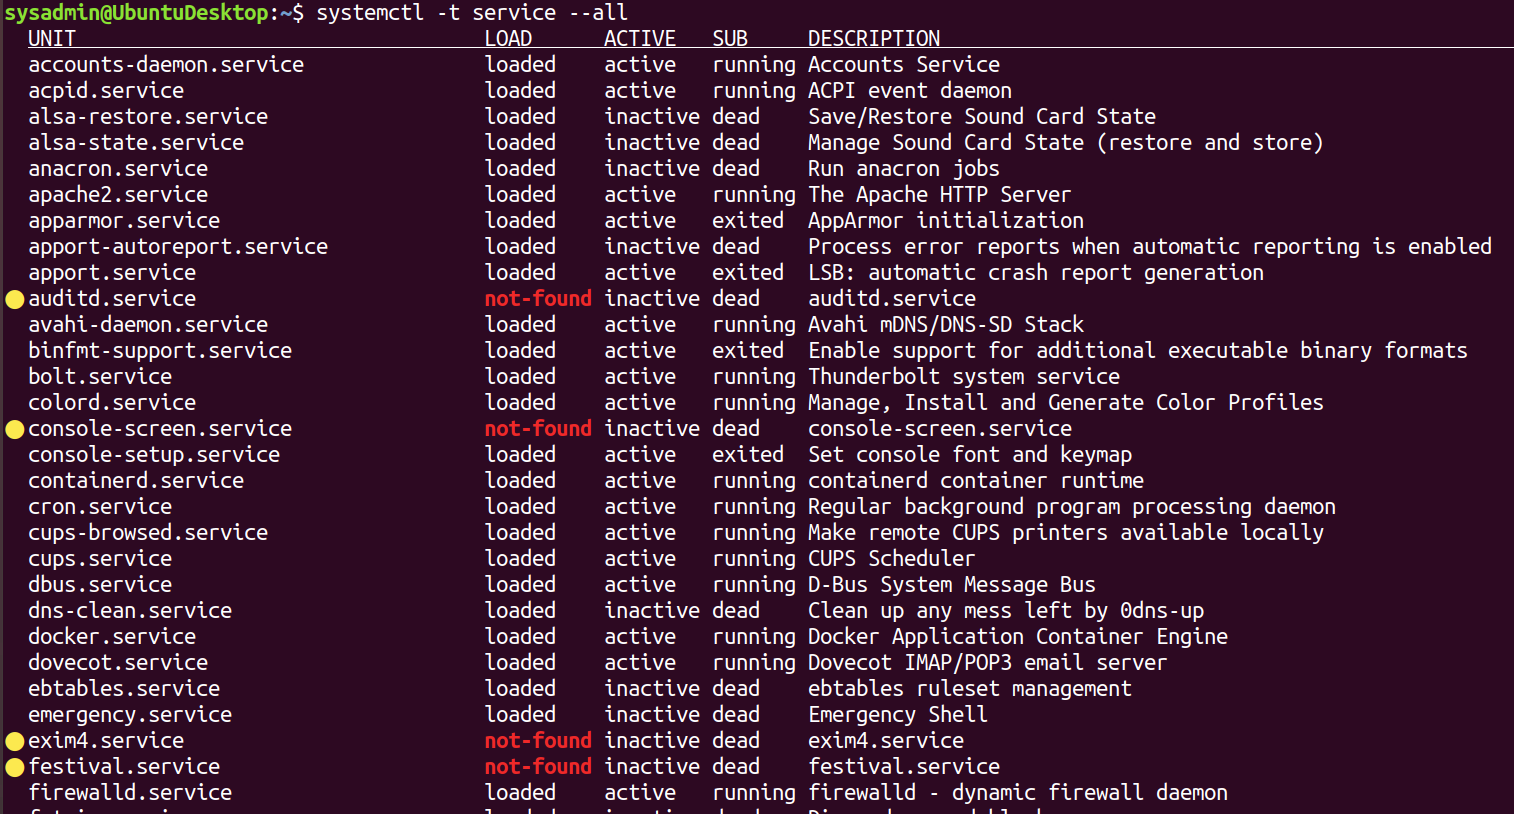 sysadmin@UbuntuDesktop:~$ systemctl -t service --all
UNIT LOAD ACTIVE SUB DESCRIPTION
accounts-daemon.service loaded active running Accounts Service
acpid.service loaded active running ACPI event daemon
alsa-restore.service loaded inactive dead Save/Restore Sound Card State
alsa-state.service loaded inactive dead Manage Sound Card State (restore and store)
anacron.service loaded inactive dead Run anacron jobs
apache2.service loaded active running The Apache HTTP Server
apparmor.service loaded active exited AppArmor initialization
apport-autoreport.service loaded inactive dead Process error reports when automatic reporting is enabled
apport.service loaded active exited LSB: automatic crash report generation
● auditd.service not-found inactive dead auditd.service
avahi-daemon.service loaded active running Avahi mDNS/DNS-SD Stack
binfmt-support.service loaded active exited Enable support for additional executable binary formats
bolt.service loaded active running Thunderbolt system service
colord.service loaded active running Manage, Install and Generate Color Profiles
● console-screen.service not-found inactive dead console-screen.service
console-setup.service loaded active exited Set console font and keymap
containerd.service loaded active running containerd container runtime
cron.service loaded active running Regular background program processing daemon
cups-browsed.service loaded active running Make remote CUPS printers available locally
cups.service loaded active running CUPS Scheduler
dbus.service loaded active running D-Bus System Message Bus
dns-clean.service loaded inactive dead Clean up any mess left by 0dns-up
docker.service loaded active running Docker Application Container Engine
dovecot.service loaded active running Dovecot IMAP/POP3 email server
ebtables.service loaded inactive dead ebtables ruleset management
emergency.service loaded inactive dead Emergency Shell
● exim4.service not-found inactive dead exim4.service
● festival.service not-found inactive dead festival.service
firewalld.service loaded active running firewalld - dynamic firewall daemon